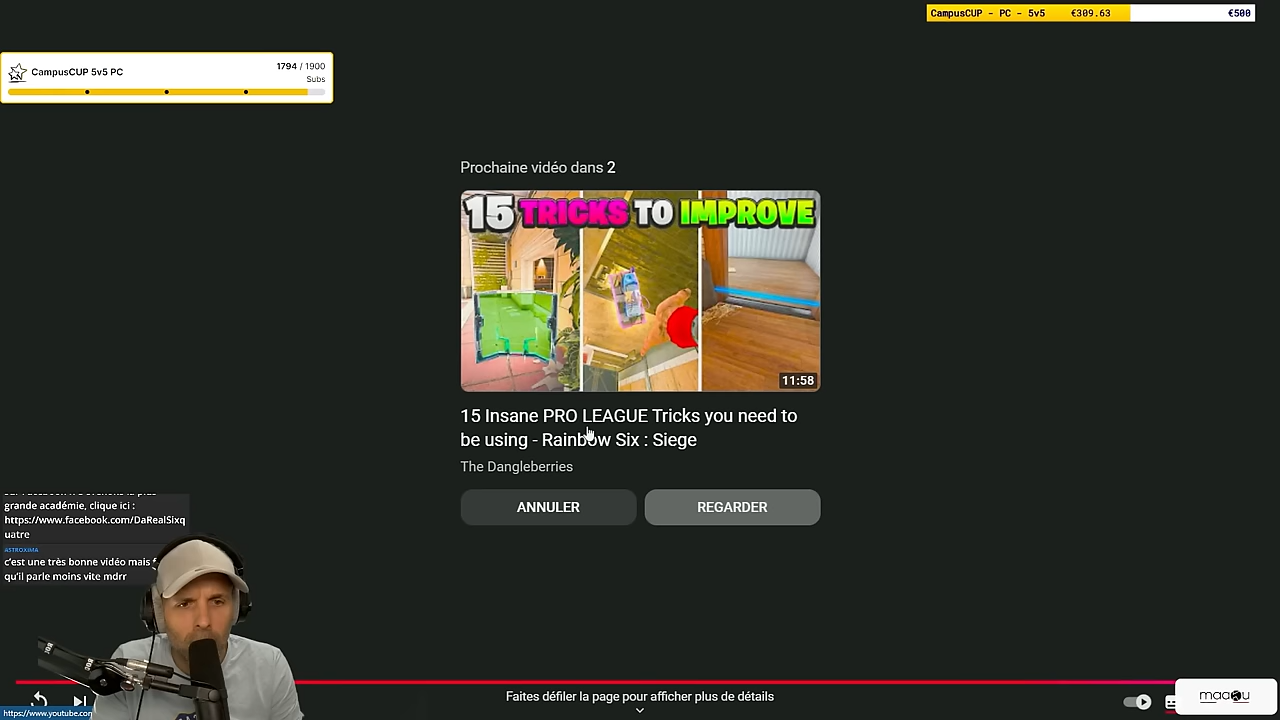 CampusCUP - PC - 5v5 €309.63 €500
CampusCUP 5v5 PC
1794 / 1900
Subs
Prochaine vidéo dans 2
15 TRICKS TO IMPROVE
11:58
15 Insane PRO LEAGUE Tricks you need to
be using - Rainbow Six : Siege
The Dangleberries
ANNULER
REGARDER
grande académie, clique ici :
https://www.facebook.com/DaRealSixq
uatre
ASTROXIMA
c'est une très bonne vidéo mais
qu'il parle moins vite mdrr
Faites défiler la page pour afficher plus de détails
https://www.youtube.com
maaou